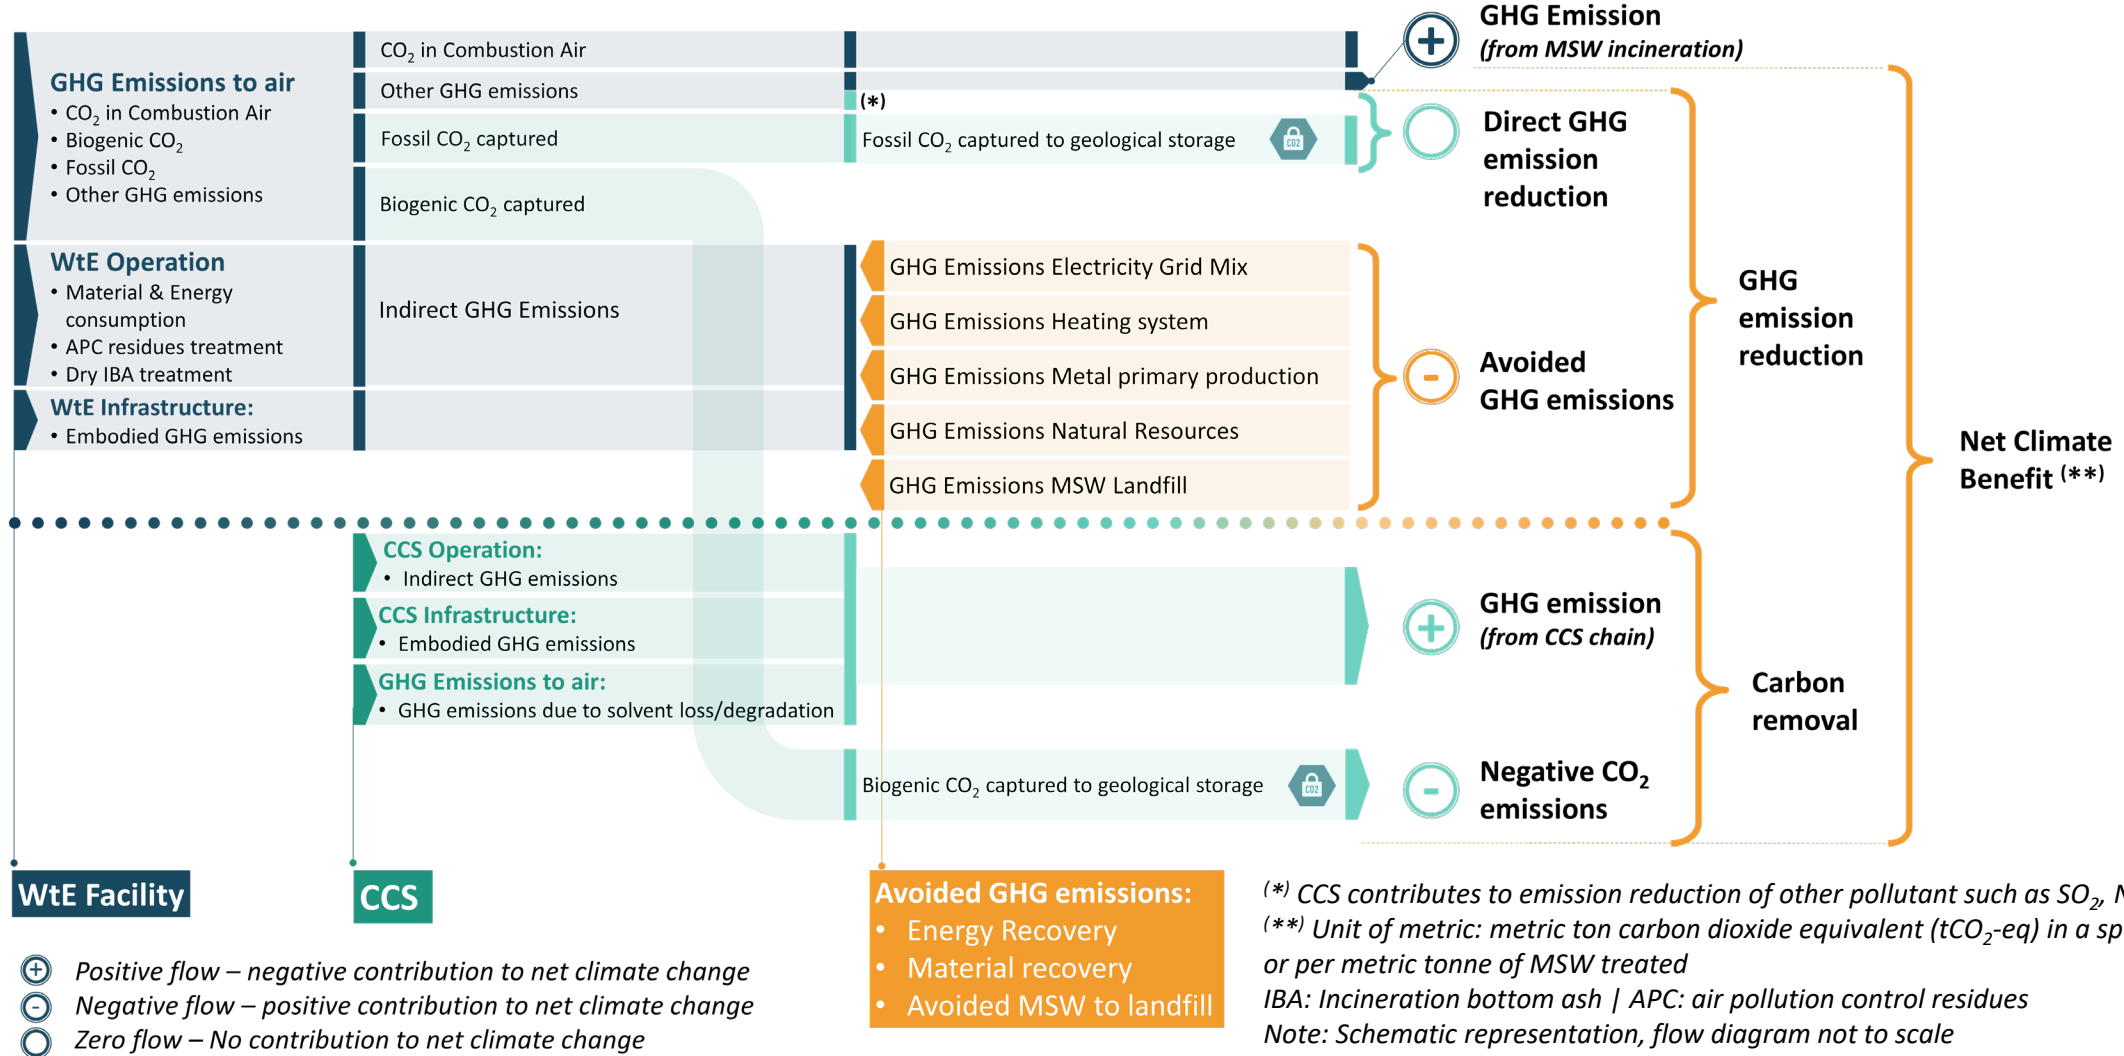 GHG Emissions to air
• CO₂ in Combustion Air
• Biogenic CO₂
• Fossil CO₂
• Other GHG emissions
WtE Operation
• Material & Energy
consumption
• APC residues treatment
• Dry IBA treatment
WtE Infrastructure:
• Embodied GHG emissions
CO₂ in Combustion Air
Other GHG emissions
(*)
Fossil CO₂ captured
Biogenic CO₂ captured
Indirect GHG Emissions
Fossil CO₂ captured to geological storage
CO2
GHG Emissions Electricity Grid Mix
GHG Emissions Heating system
GHG Emissions Metal primary production
GHG Emissions Natural Resources
GHG Emissions MSW Landfill
+
GHG Emission
(from MSW incineration)
Direct GHG
emission
reduction
-
Avoided
GHG emissions
GHG
emission
reduction
Net Climate
Benefit (**)
CCS Operation:
• Indirect GHG emissions
CCS Infrastructure:
• Embodied GHG emissions
GHG Emissions to air:
• GHG emissions due to solvent loss/degradation
Biogenic CO₂ captured to geological storage
CO2
+
GHG emission
(from CCS chain)
-
Negative CO₂
emissions
Carbon
removal
WtE Facility
CCS
Avoided GHG emissions:
• Energy Recovery
• Material recovery
• Avoided MSW to landfill
+ Positive flow – negative contribution to net climate change
- Negative flow – positive contribution to net climate change
Zero flow – No contribution to net climate change
(*) CCS contributes to emission reduction of other pollutant such as SO₂,
(**) Unit of metric: metric ton carbon dioxide equivalent (tCO₂-eq) in a
or per metric tonne of MSW treated
IBA: Incineration bottom ash | APC: air pollution control residues
Note: Schematic representation, flow diagram not to scale